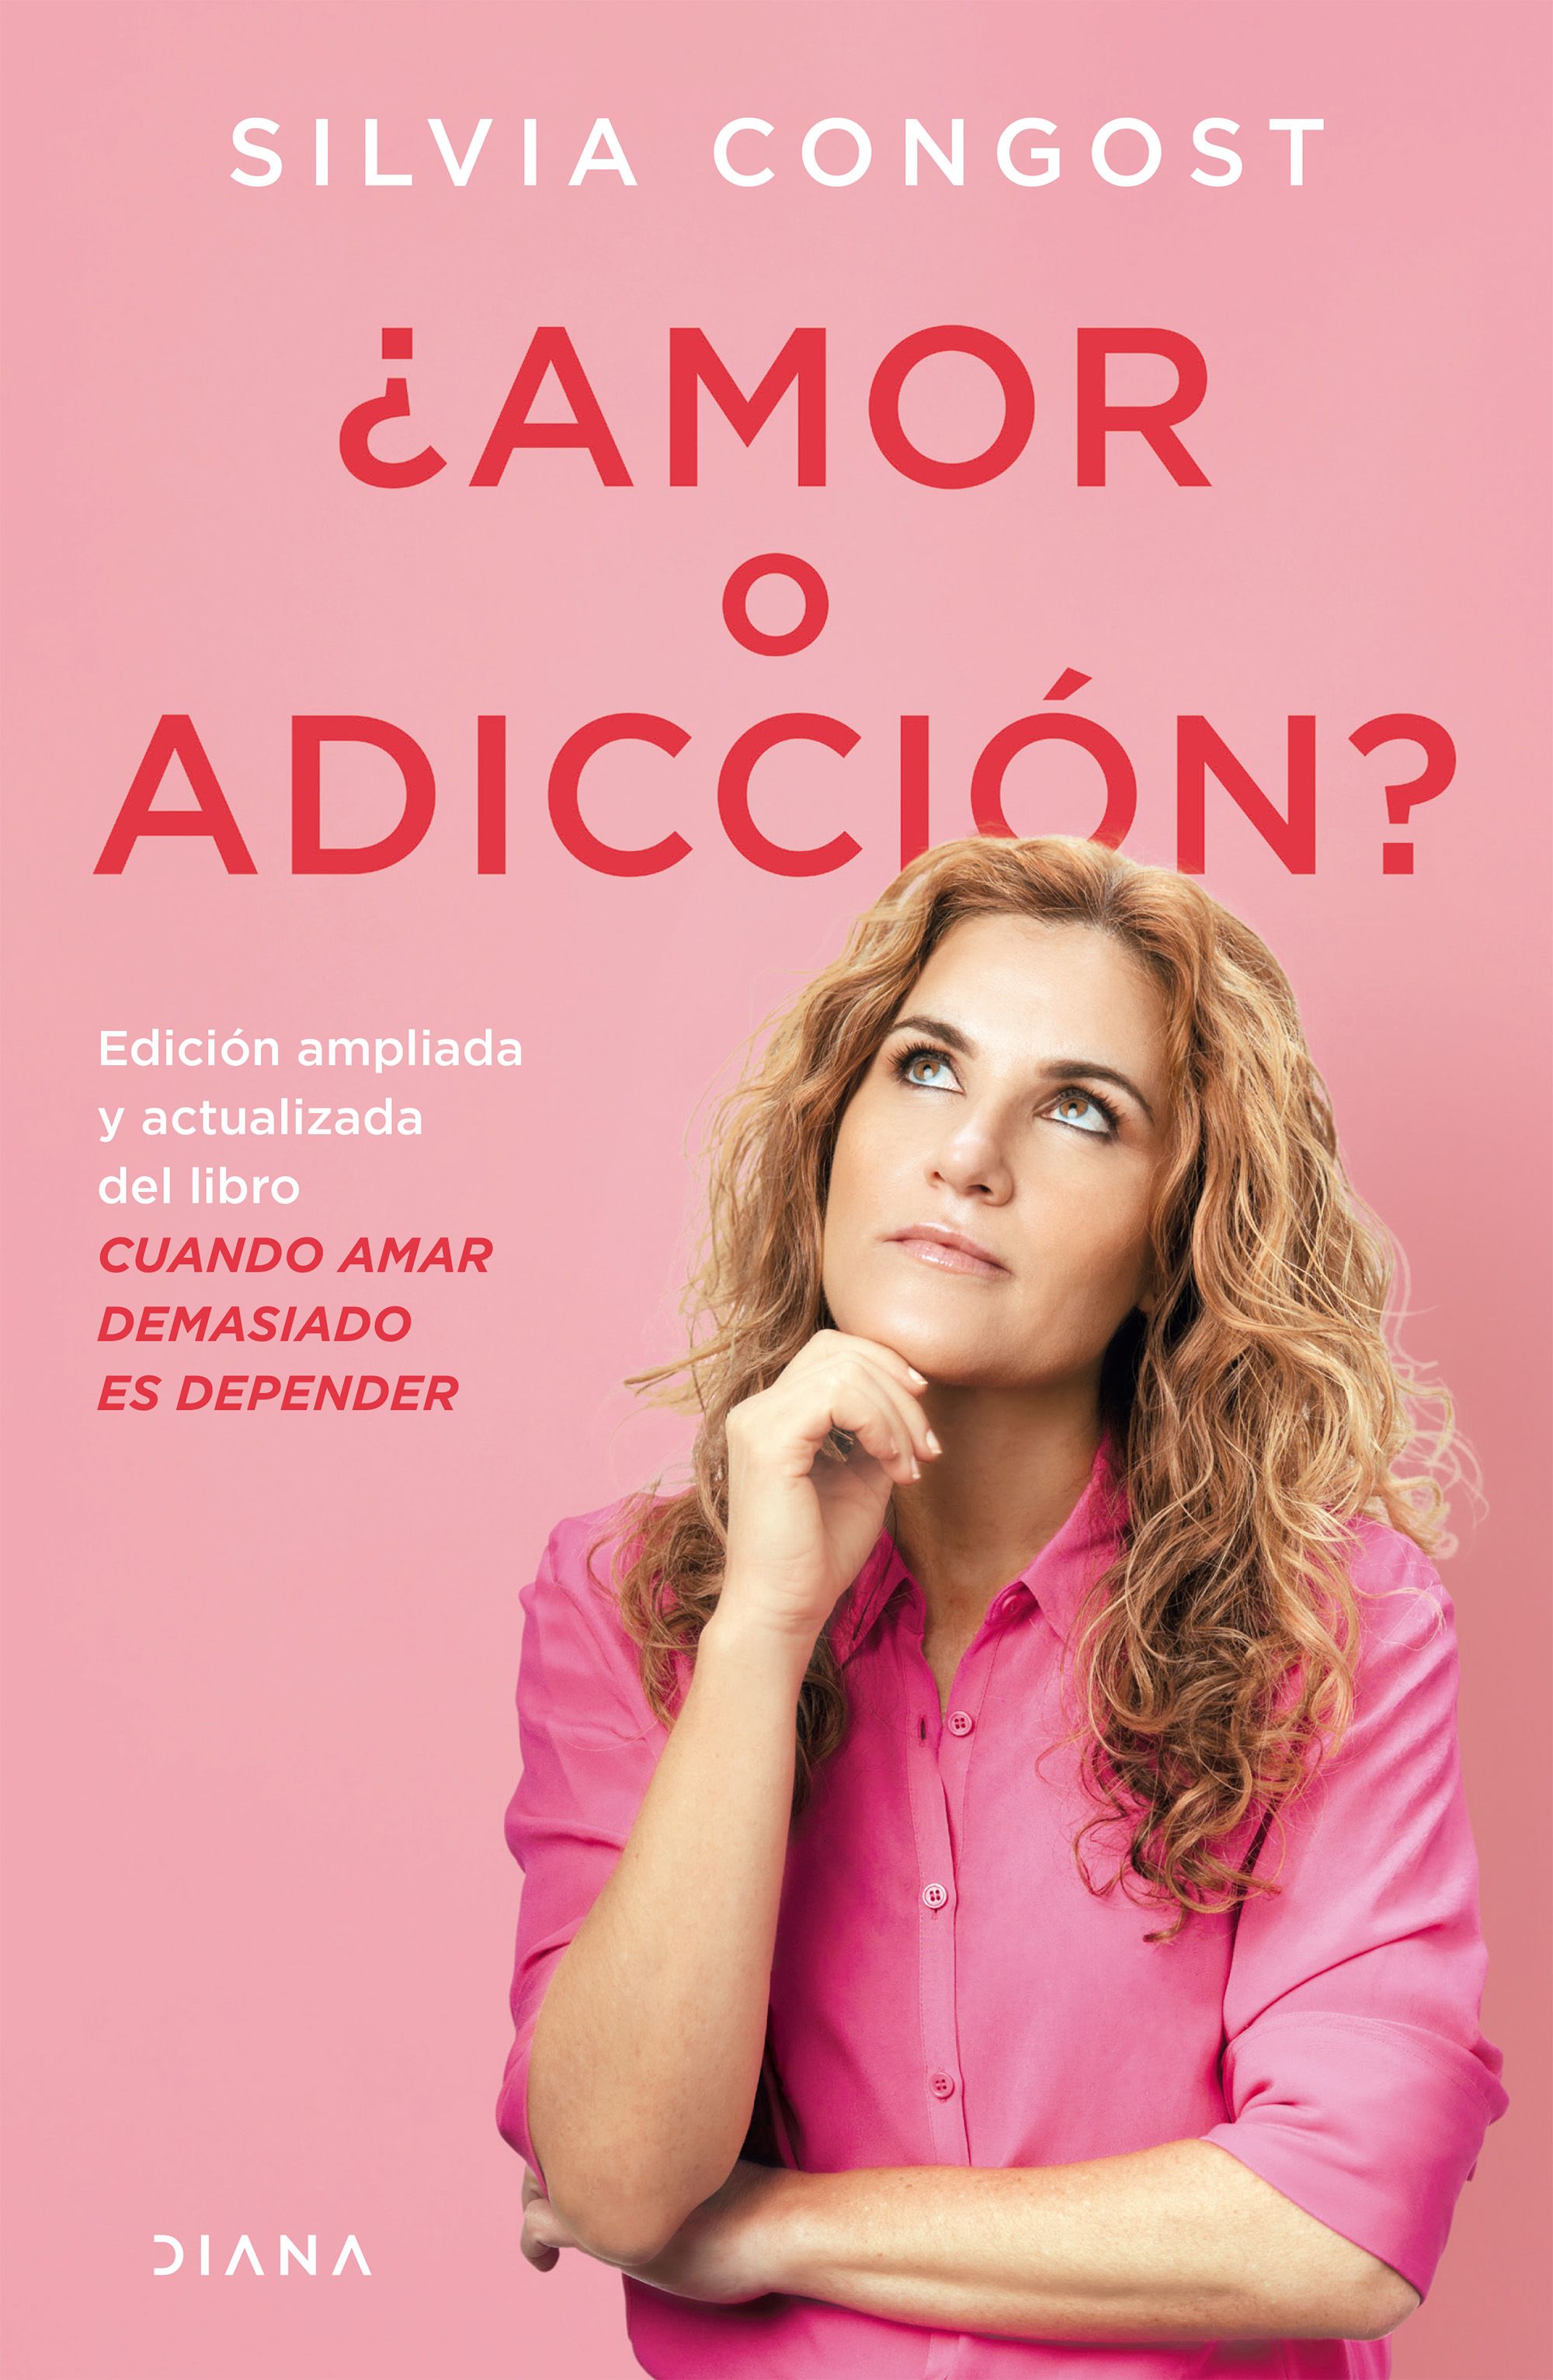 SILVIA CONGOST
¿AMOR
O
ADICCIÓN?
Edición ampliada
y actualizada
del libro
CUANDO AMAR
DEMASIADO
ES DEPENDER
DIANA